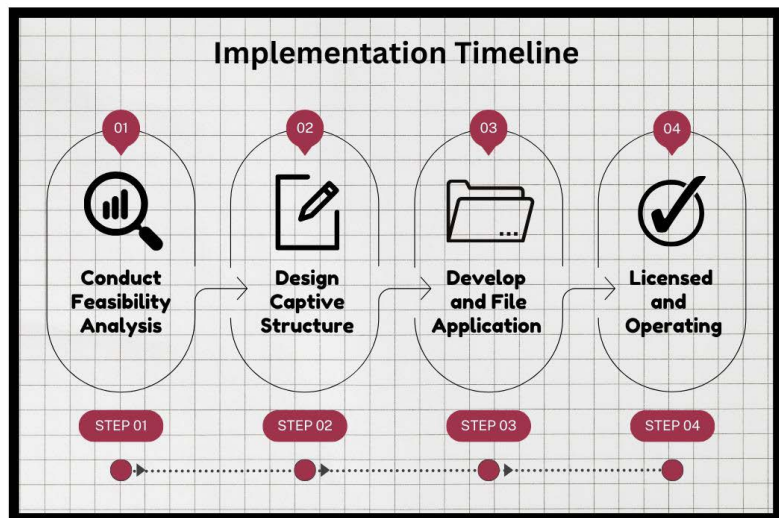 Implementation Timeline
01
02
03
04
Conduct
Feasibility
Analysis
Design
Captive
Structure
Develop
and File
Application
Licensed
and
Operating
STEP 01
STEP 02
STEP 03
STEP 04